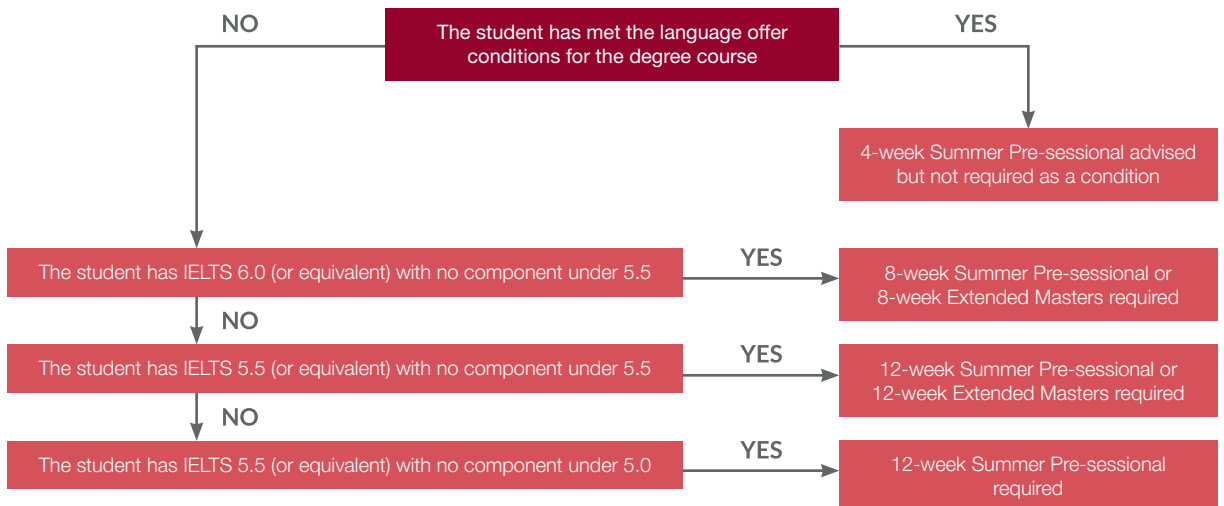 NO
The student has met the language offer
conditions for the degree course
YES
4-week Summer Pre-sessional advised
but not required as a condition
The student has IELTS 6.0 (or equivalent) with no component under 5.5
YES
8-week Summer Pre-sessional or
8-week Extended Masters required
NO
The student has IELTS 5.5 (or equivalent) with no component under 5.5
YES
12-week Summer Pre-sessional or
12-week Extended Masters required
NO
The student has IELTS 5.5 (or equivalent) with no component under 5.0
YES
12-week Summer Pre-sessional
required